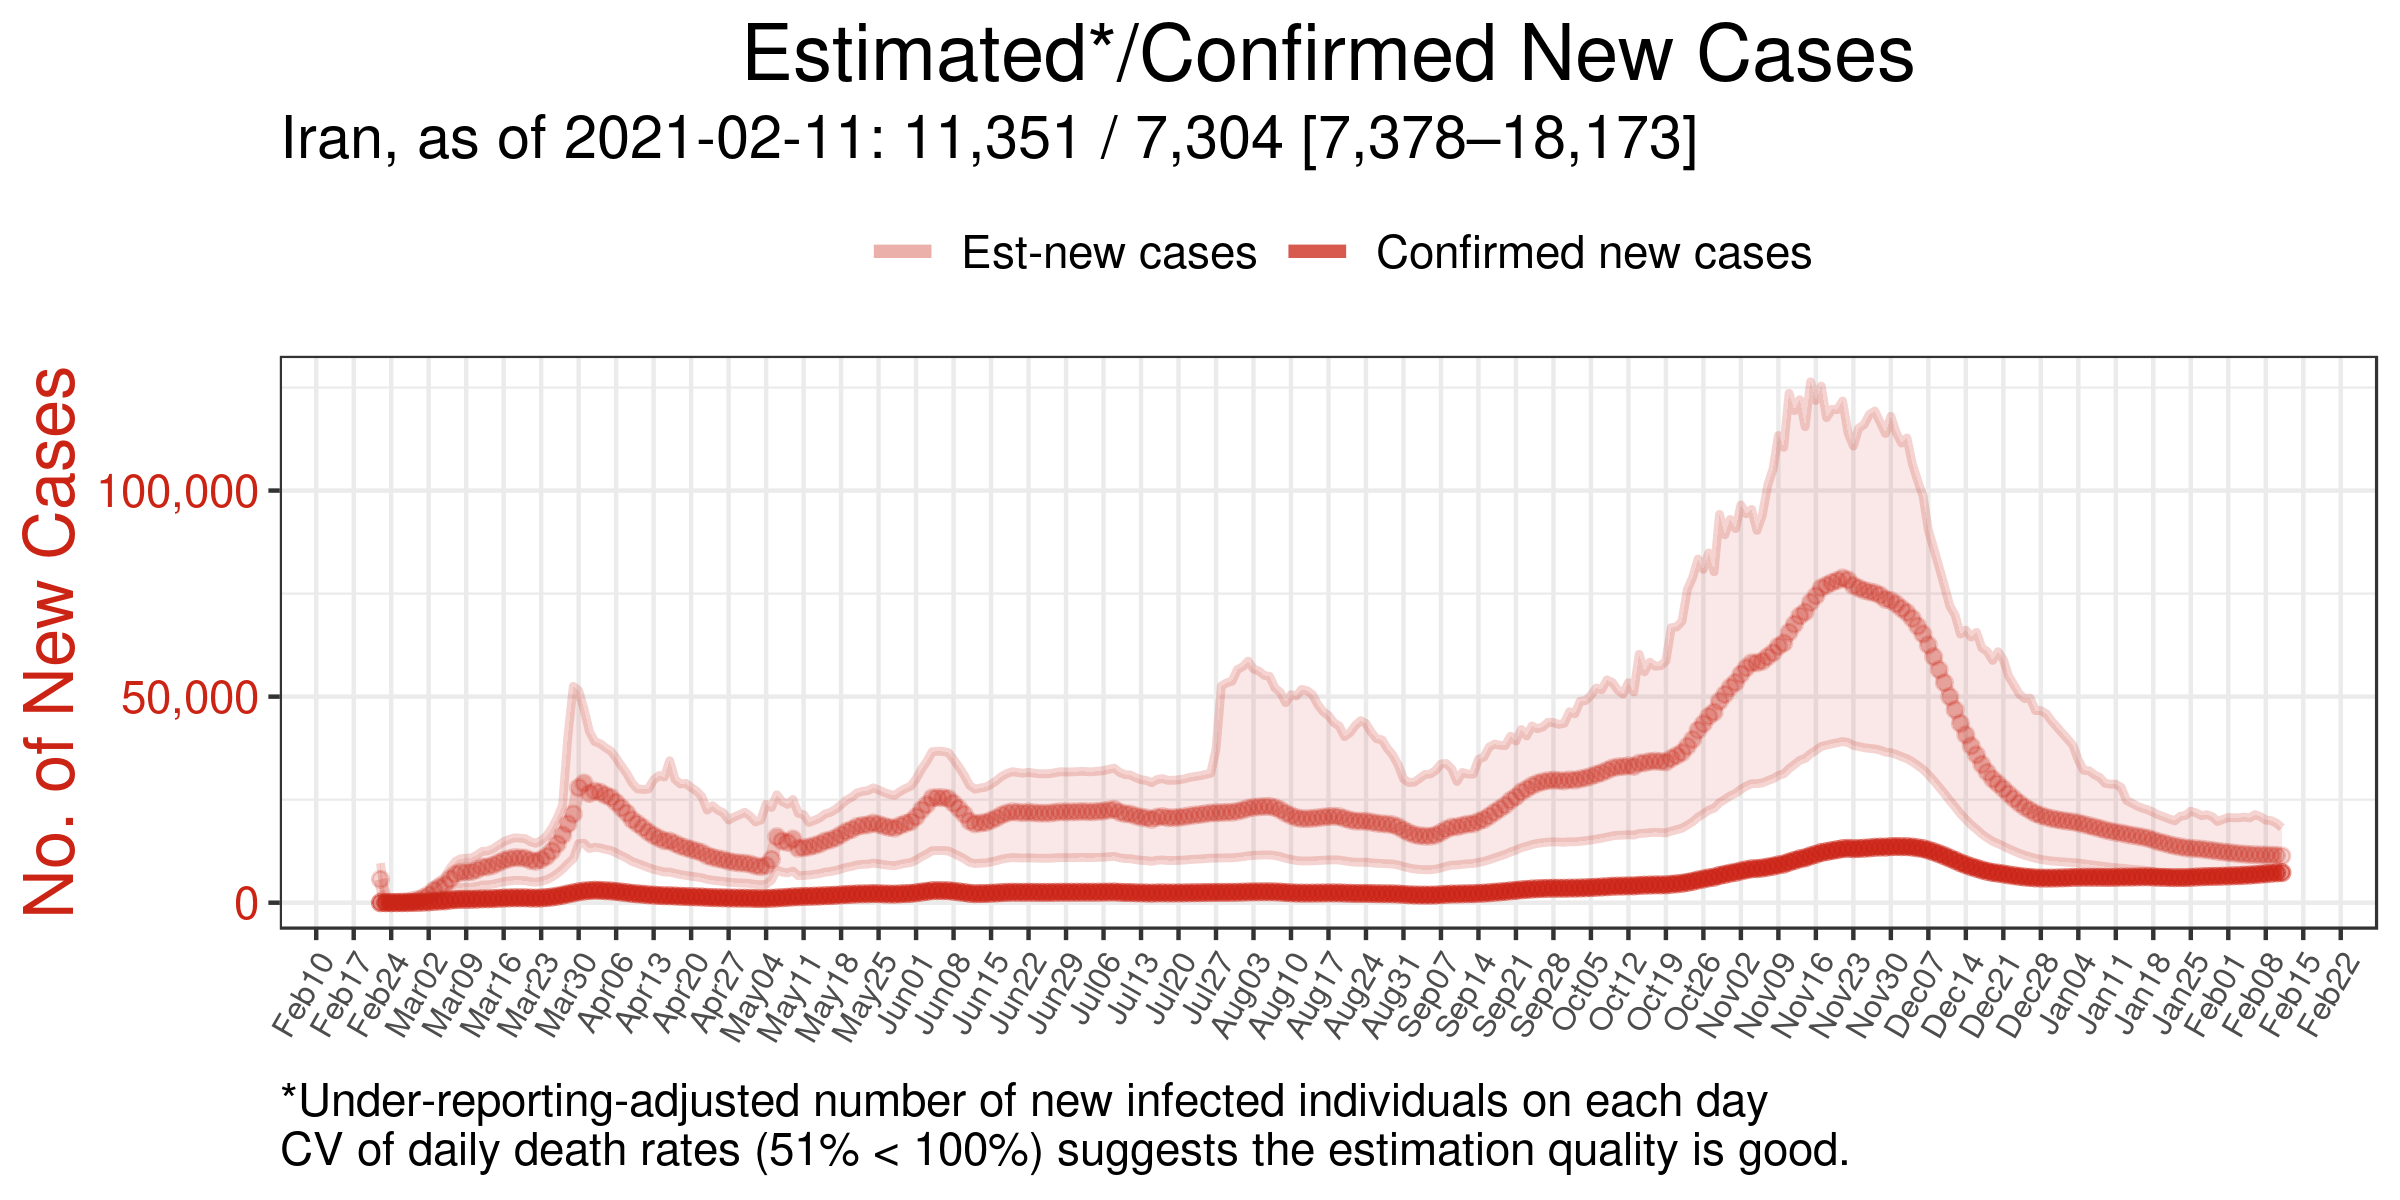 Estimated*/Confirmed New Cases
Iran, as of 2021-02-11: 11,351 / 7,304 [7,378–18,173]
Est-new cases
Confirmed new cases
No. of New Cases
100,000
50,000
0
Feb10
Feb17
Feb24
Mar02
Mar09
Mar16
Mar23
Mar30
Apr06
Apr13
Apr20
Apr27
May04
May11
May18
May25
Jun01
Jun08
Jun15
Jun22
Jun29
Jul06
Jul13
Jul20
Jul27
Aug03
Aug10
Aug17
Aug24
Aug31
Sep07
Sep14
Sep21
Sep28
Oct05
Oct12
Oct19
Oct26
Nov02
Nov09
Nov16
Nov23
Nov30
Dec07
Dec14
Dec21
Dec28
Jan04
Jan11
Jan18
Jan25
Feb01
Feb08
Feb15
Feb22
*Under-reporting-adjusted number of new infected individuals on each day
CV of daily death rates (51% < 100%) suggests the estimation quality is good.